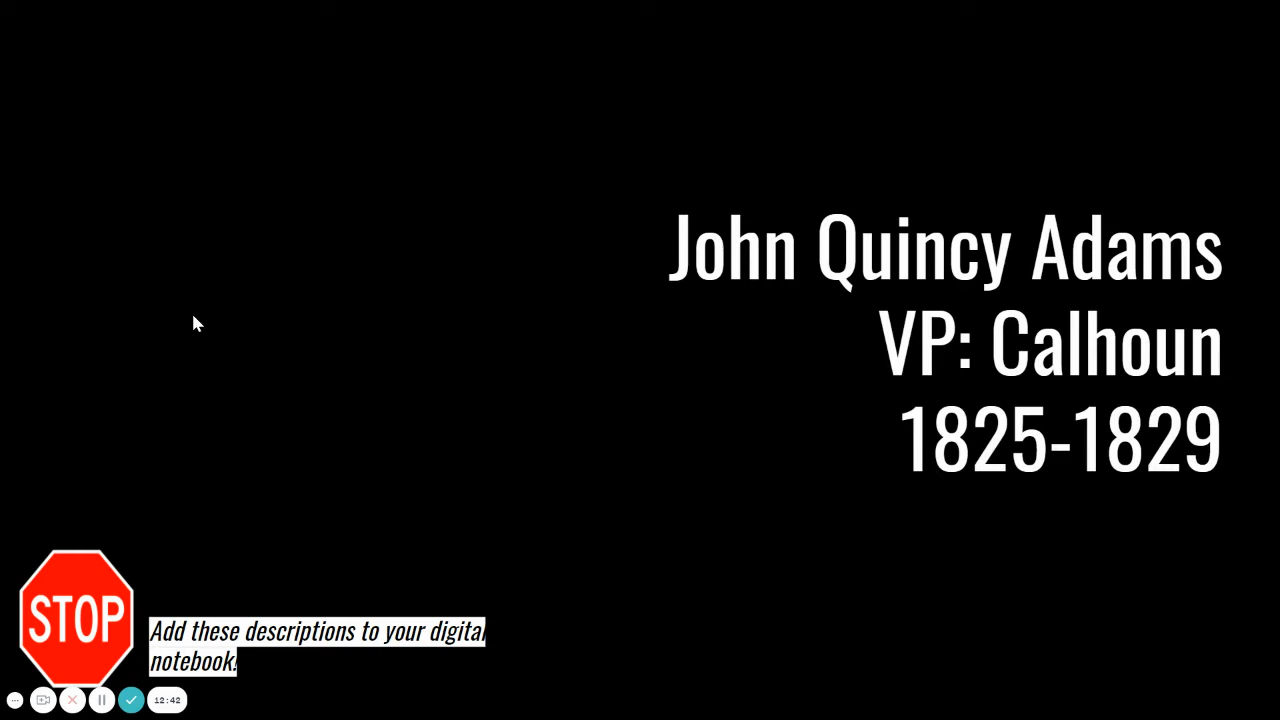 John Quincy Adams
VP: Calhoun
1825-1829
STOP
Add these descriptions to your digital
notebook!
12:42